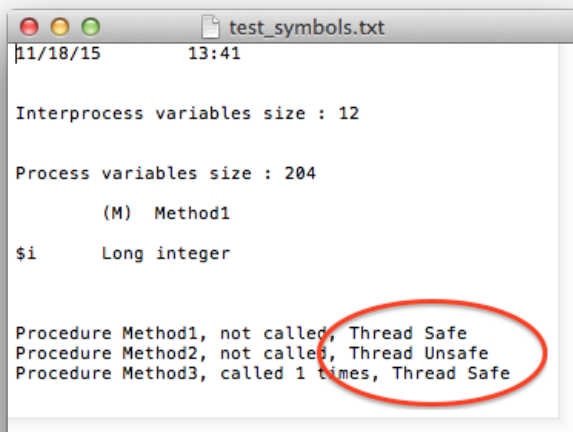 test_symbols.txt
11/18/15 13:41
Interprocess variables size : 12
Process variables size : 204
(M) Method1
$i Long integer
Procedure Method1, not called, Thread Safe
Procedure Method2, not called, Thread Unsafe
Procedure Method3, called 1 times, Thread Safe